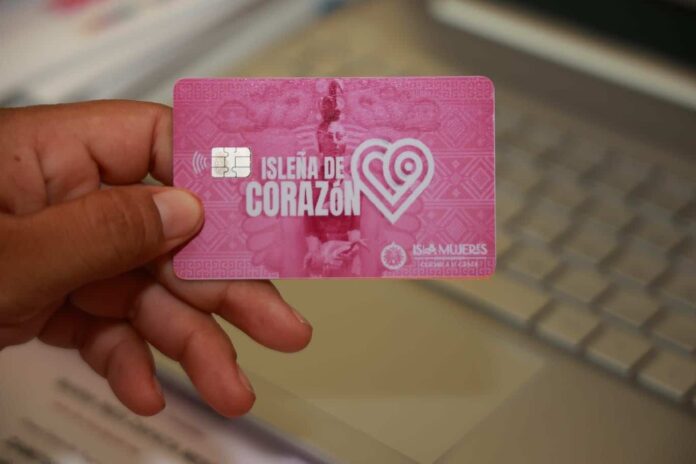 ISLEÑA DE
CORAZÓN
ISLA MUJERES